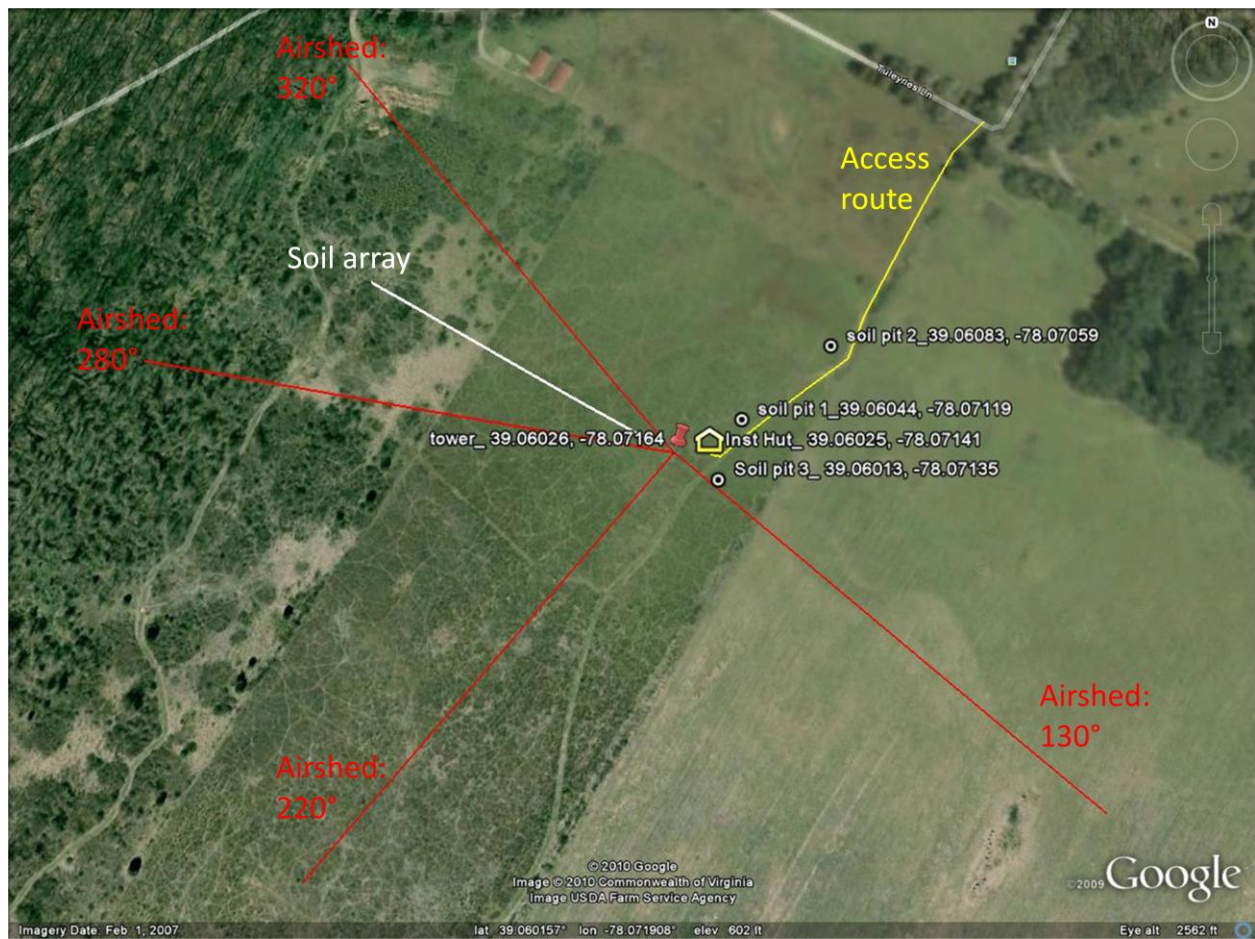 N
Airshed:
320°
Tuleyries Ln
Access
route
Soil array
Airshed:
280°
soil pit 2_39.06083, -78.07059
soil pit 1_39.06044, -78.07119
tower_ 39.06026, -78.07164
Inst Hut_ 39.06025, -78.07141
Soil pit 3_ 39.06013, -78.07135
Airshed:
130°
Airshed:
220°
© 2010 Google
Image © 2010 Commonwealth of Virginia
Image USDA Farm Service Agency
©2009 Google
Imagery Date: Feb 1, 2007
lat 39.060157° lon -78.071908° elev 602 ft
Eye alt 2562 ft